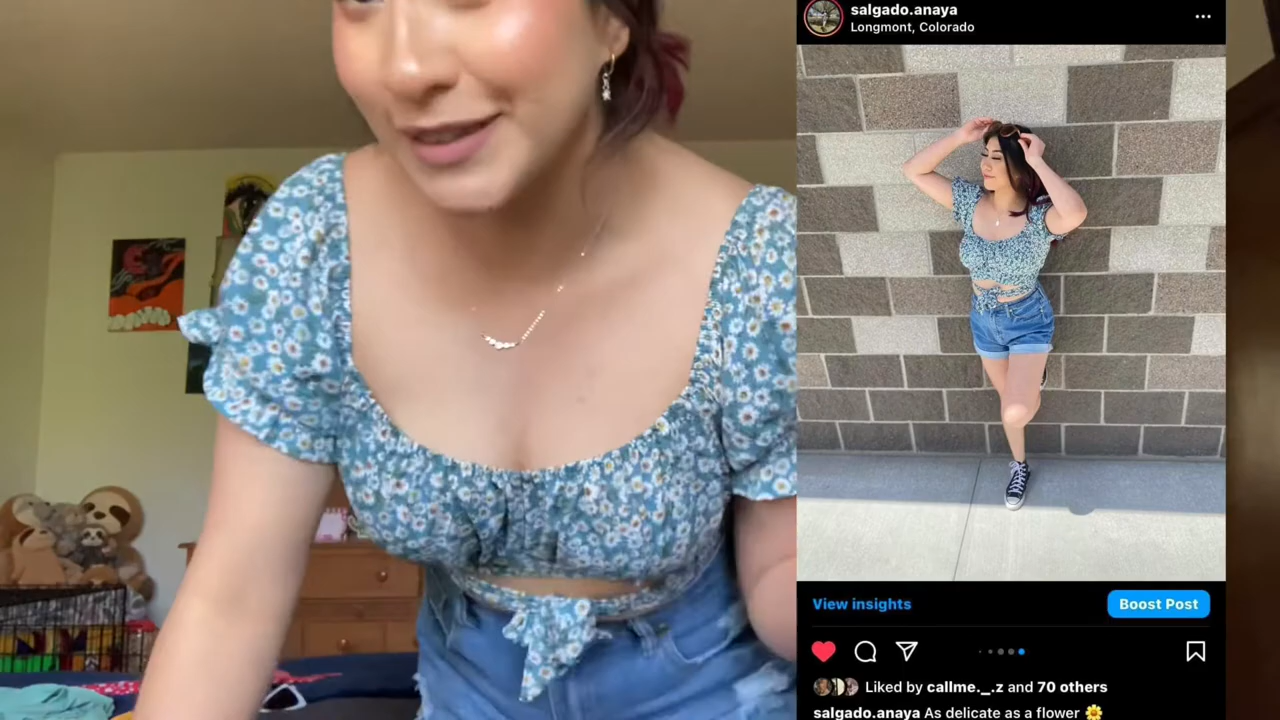 salgado.anaya
Longmont, Colorado
View insights
Boost Post
Liked by callme._.z and 70 others
salgado.anaya As delicate as a flower 🌼